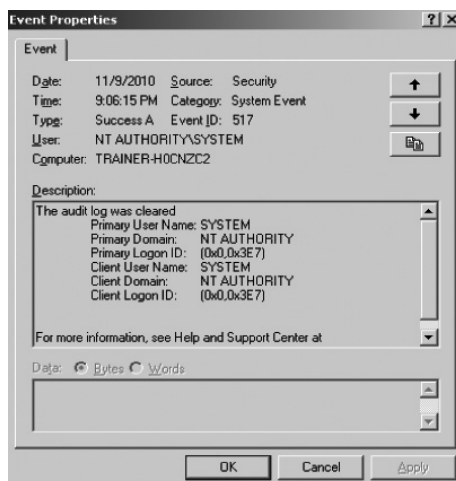 Event Properties
Event
Date: 11/9/2010 Source: Security
Time: 9:06:15 PM Category: System Event
Type: Success A Event ID: 517
User: NT AUTHORITY\SYSTEM
Computer: TRAINER-H0CNZC2
Description:
The audit log was cleared
Primary User Name: SYSTEM
Primary Domain: NT AUTHORITY
Primary Logon ID: (0x0,0x3E7)
Client User Name: SYSTEM
Client Domain: NT AUTHORITY
Client Logon ID: (0x0,0x3E7)
For more information, see Help and Support Center at
Data: Bytes Words
OK Cancel Apply